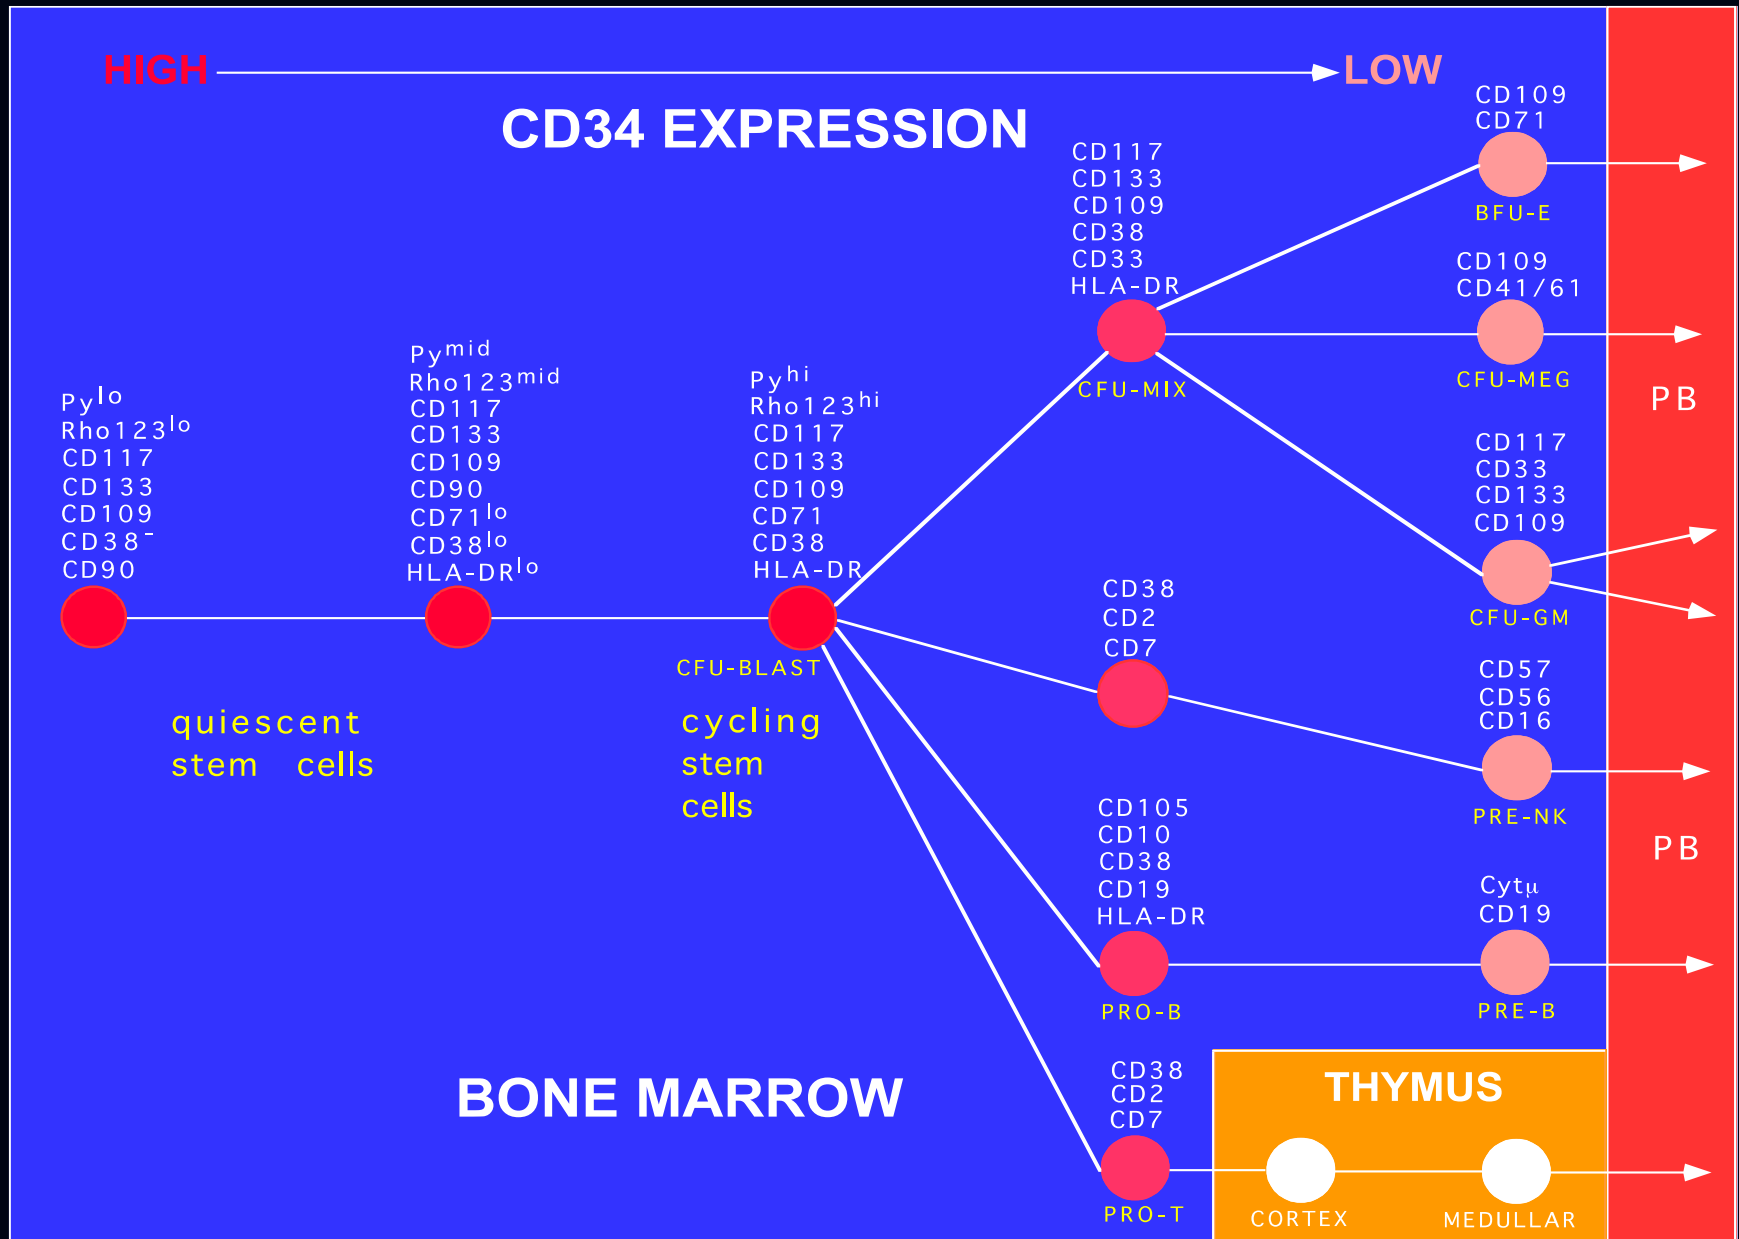 HIGH
LOW
CD34 EXPRESSION
Pylo
Rho123lo
CD117
CD133
CD109
CD38-
CD90
quiescent
stem cells
Pymid
Rho123mid
CD117
CD133
CD109
CD90
CD71lo
CD38lo
HLA-DRlo
Pyhi
Rho123hi
CD117
CD133
CD109
CD71
CD38
HLA-DR
CFU-BLAST
cycling
stem
cells
CD117
CD133
CD109
CD38
CD33
HLA-DR
CFU-MIX
CD38
CD2
CD7
CD105
CD10
CD38
CD19
HLA-DR
PRO-B
CD38
CD2
CD7
PRO-T
CD109
CD71
BFU-E
CD109
CD41/61
CFU-MEG
CD117
CD33
CD133
CD109
CFU-GM
CD57
CD56
CD16
PRE-NK
Cytμ
CD19
PRE-B
THYMUS
CORTEX
MEDULLAR
PB
PB
BONE MARROW